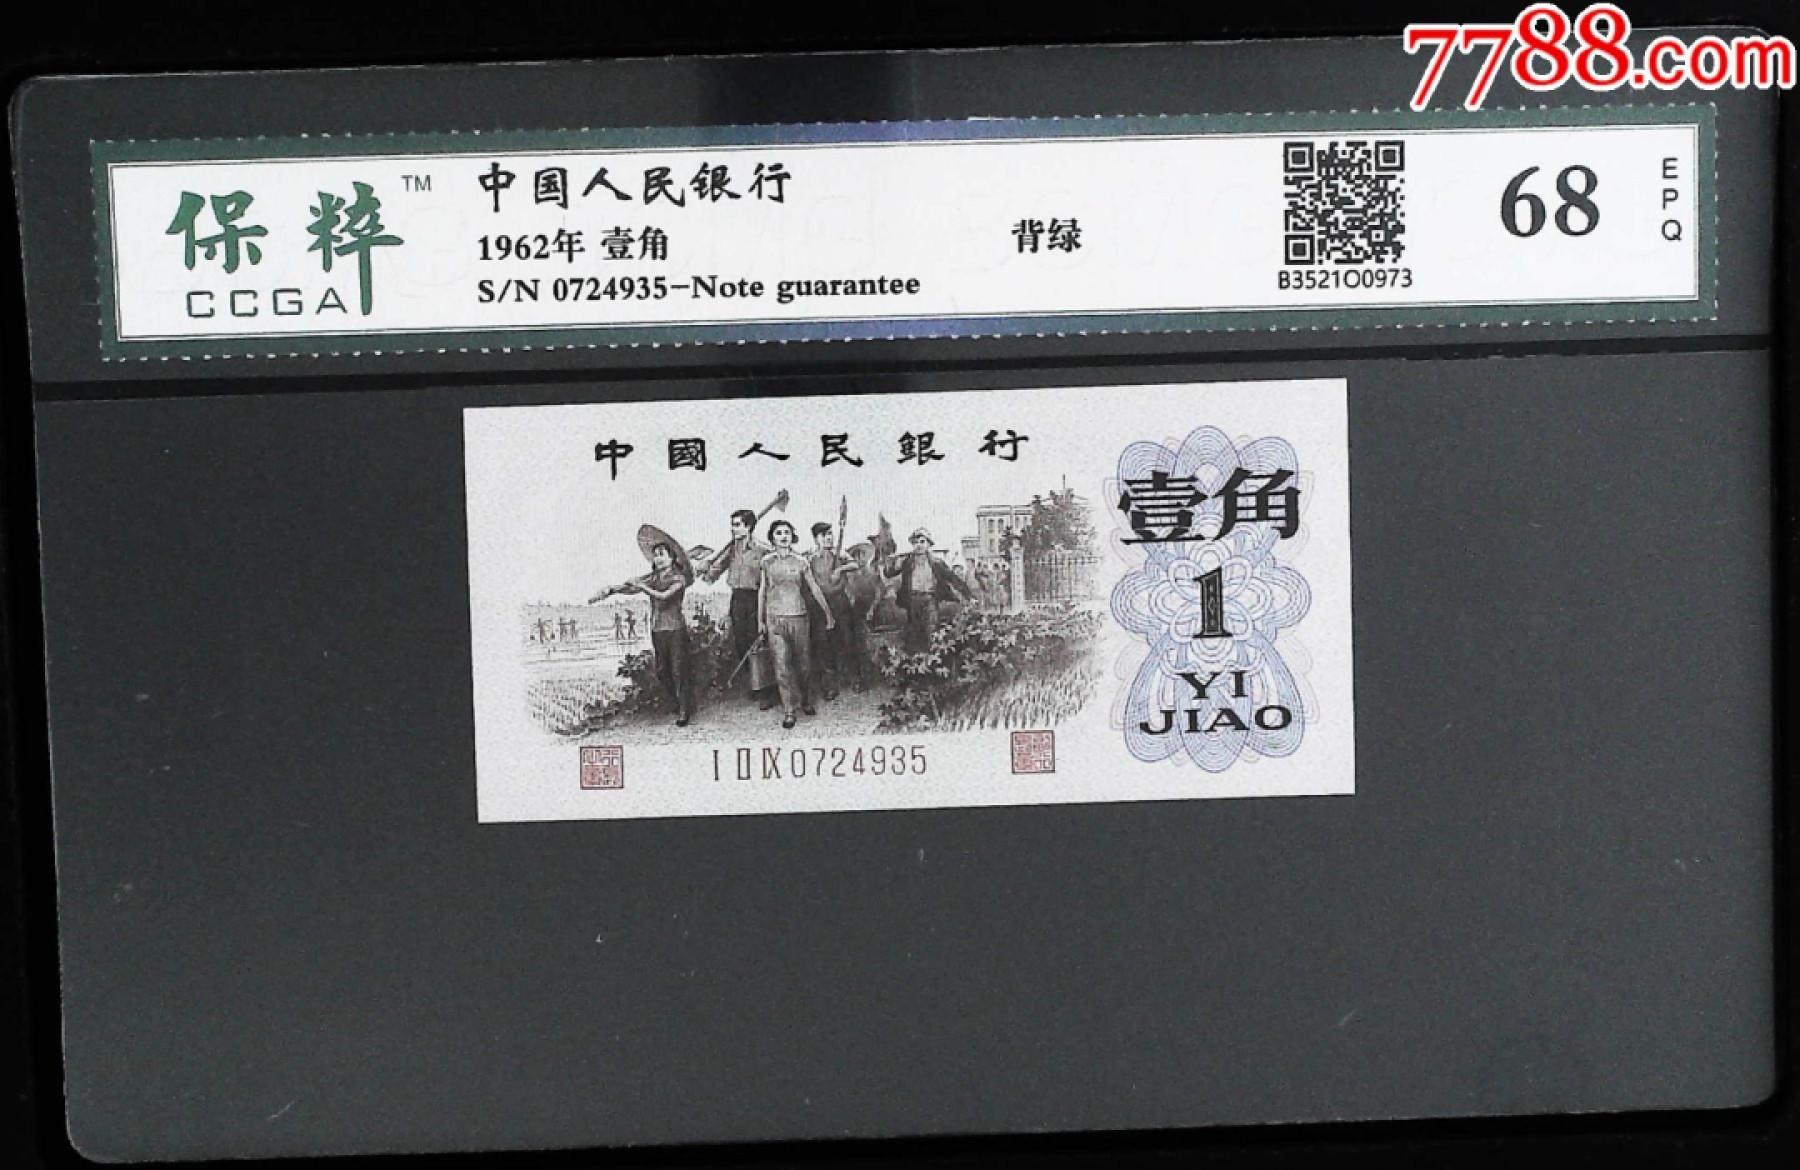 7788.com
保粹™
CCGA
中国人民银行
1962年 壹角
背绿
S/N 0724935-Note guarantee
B3521O0973
68
EPQ
中國人民銀行
壹角
1
YI
JIAO
I II IX 0724935